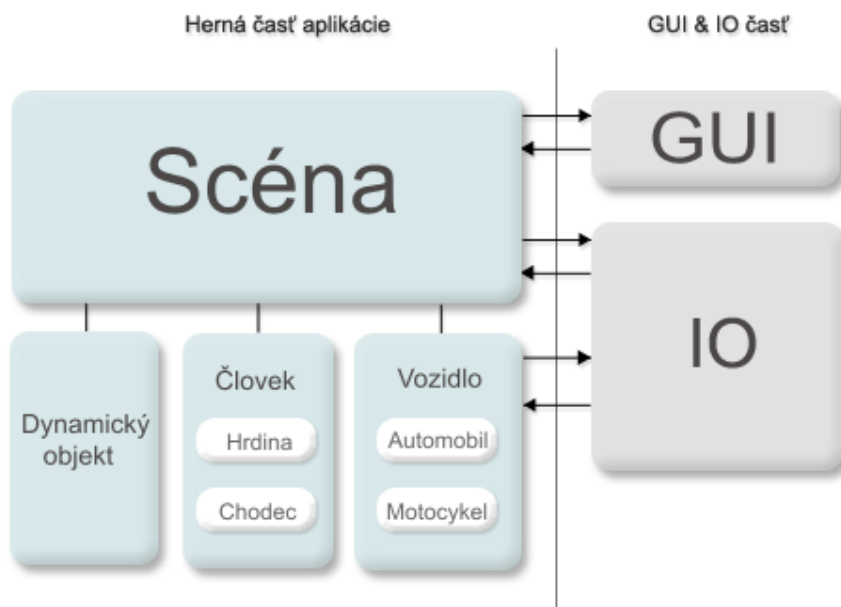 Herná časť aplikácie
GUI & IO časť
Scéna
GUI
IO
Dynamický
objekt
Človek
Hrdina
Chodec
Vozidlo
Automobil
Motocykel